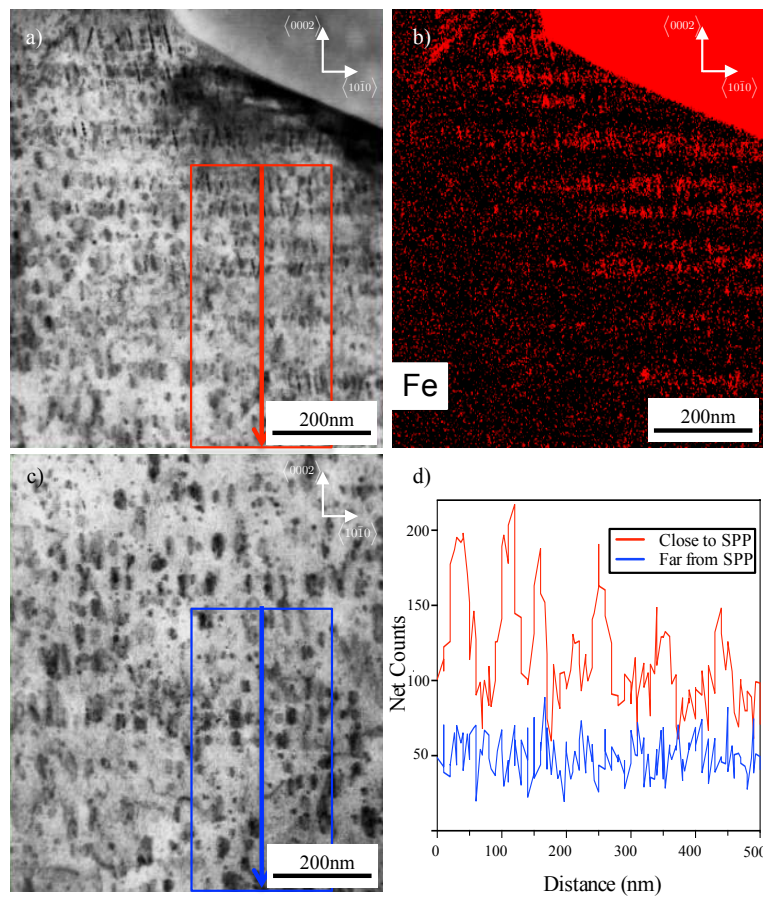 a)
⟨0002⟩
⟨101̄0⟩
200nm
b)
⟨0002⟩
⟨101̄0⟩
Fe
200nm
c)
⟨0002⟩
⟨101̄0⟩
200nm
d)
Close to SPP
Far from SPP
Net Counts
200
150
100
50
0 100 200 300 400 500
Distance (nm)